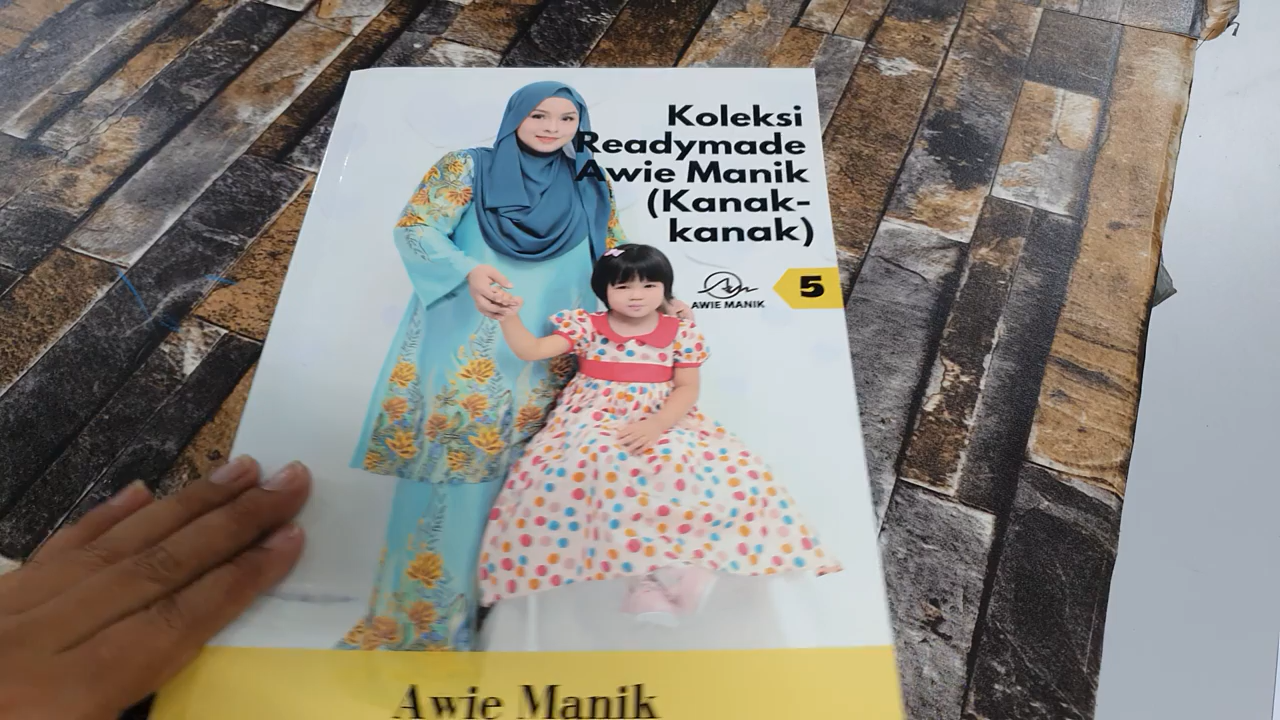 Koleksi
Readymade
Awie Manik
(Kanak-
kanak)
AWIE MANIK
5
Awie Manik